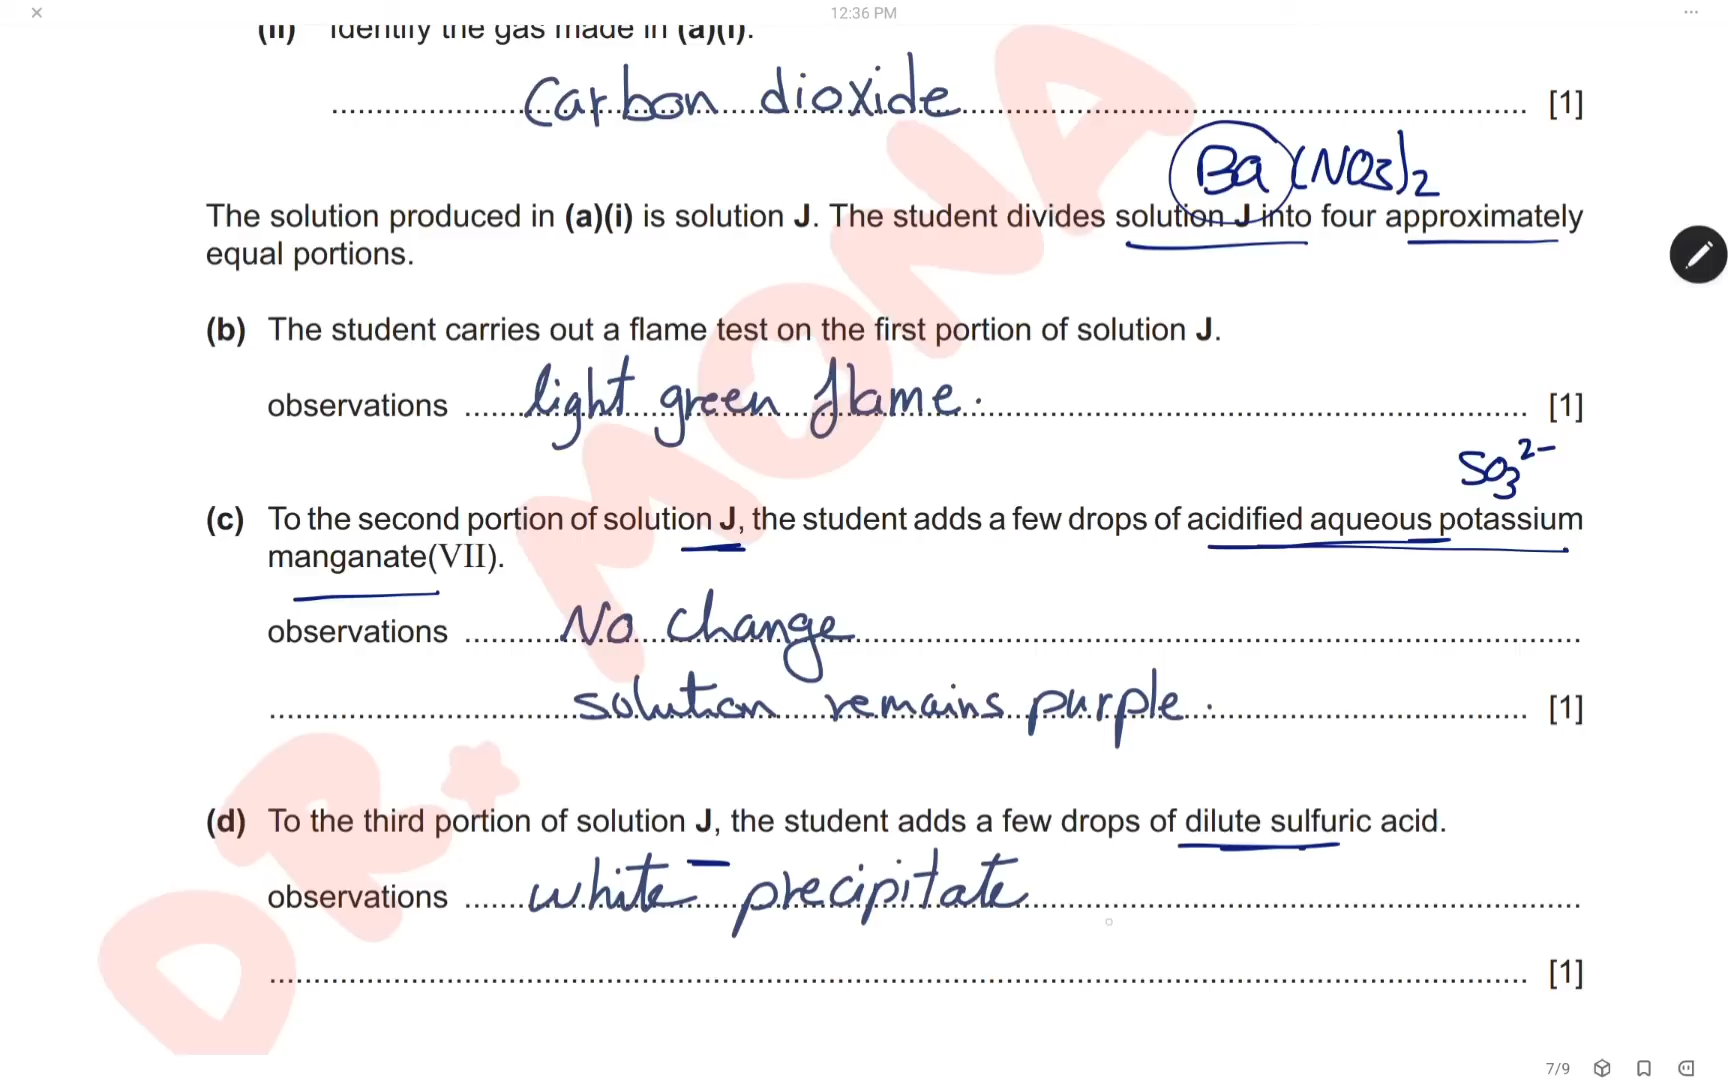 12:36 PM
(ii) Identify the gas made in (a)(i).
Carbon dioxide [1]
Ba(NO3)2
The solution produced in (a)(i) is solution J. The student divides solution J into four approximately
equal portions.
(b) The student carries out a flame test on the first portion of solution J.
observations light green flame. [1]
SO3 2-
(c) To the second portion of solution J, the student adds a few drops of acidified aqueous potassium
manganate(VII).
observations No change
solution remains purple. [1]
(d) To the third portion of solution J, the student adds a few drops of dilute sulfuric acid.
observations white precipitate
[1]
DR. MONA
7/9